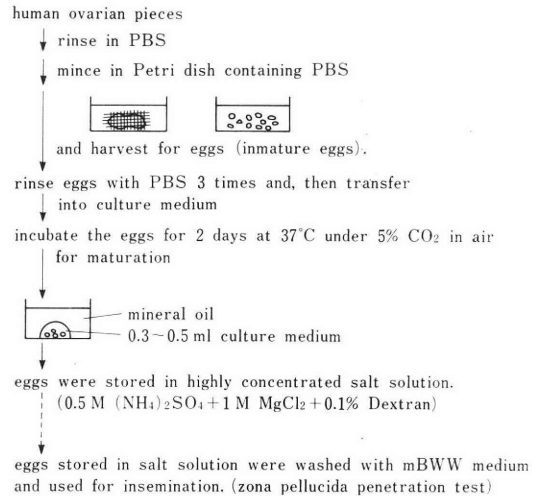 human ovarian pieces
rinse in PBS
mince in Petri dish containing PBS
and harvest for eggs (inmature eggs).
rinse eggs with PBS 3 times and, then transfer
into culture medium
incubate the eggs for 2 days at 37°C under 5% CO₂ in air
for maturation
mineral oil
0.3~0.5 ml culture medium
eggs were stored in highly concentrated salt solution.
(0.5 M (NH₄)₂SO₄+1 M MgCl₂+0.1% Dextran)
eggs stored in salt solution were washed with mBWW medium
and used for insemination. (zona pellucida penetration test)